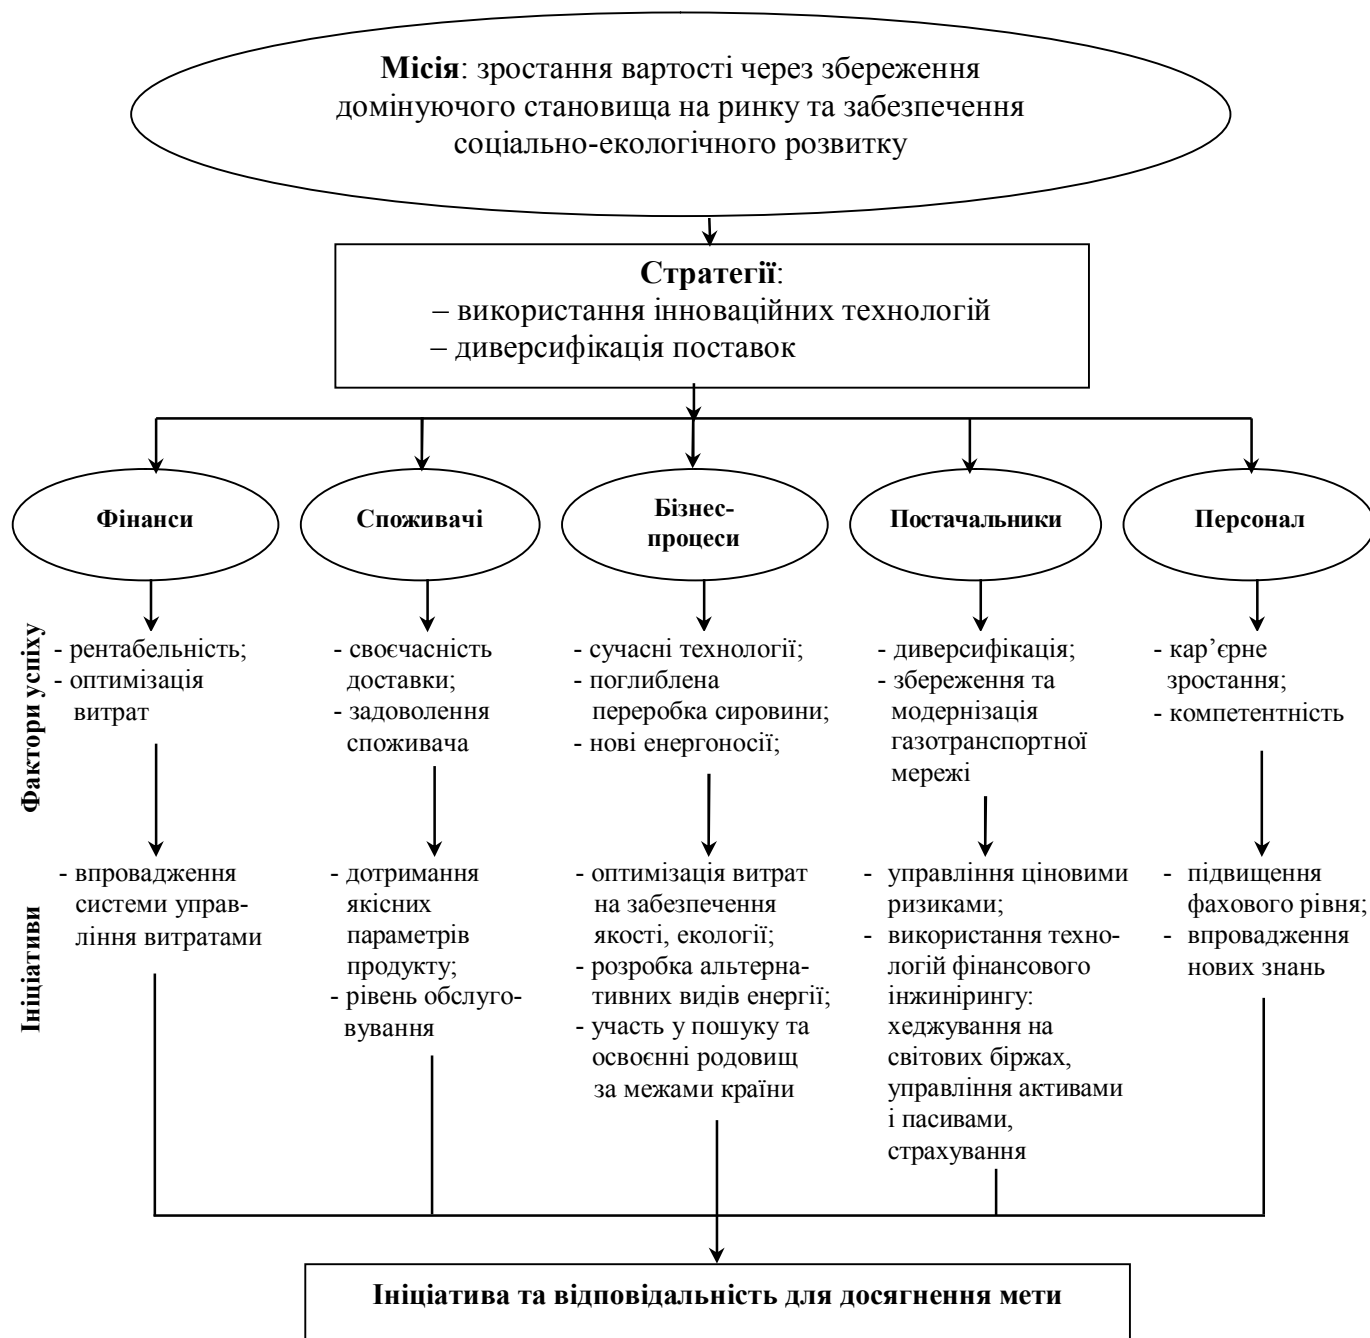 Місія: зростання вартості через збереження
домінуючого становища на ринку та забезпечення
соціально-екологічного розвитку
Стратегії:
– використання інноваційних технологій
– диверсифікація поставок
Фінанси
Споживачі
Бізнес-
процеси
Постачальники
Персонал
Фактори успіху
- рентабельність;
- оптимізація
витрат
- своєчасність
доставки;
- задоволення
споживача
- сучасні технології;
- поглиблена
переробка сировини;
- нові енергоносії;
- диверсифікація;
- збереження та
модернізація
газотранспортної
мережі
- кар’єрне
зростання;
- компетентність
Ініціативи
- впровадження
системи управ-
ління витратами
- дотримання
якісних
параметрів
продукту;
- рівень обслуго-
вування
- оптимізація витрат
на забезпечення
якості, екології;
- розробка альтерна-
тивних видів енергії;
- участь у пошуку та
освоєнні родовищ
за межами країни
- управління ціновими
ризиками;
- використання техно-
логій фінансового
інжинірингу:
хеджування на
світових біржах,
управління активами
і пасивами,
страхування
- підвищення
фахового рівня;
- впровадження
нових знань
Ініціатива та відповідальність для досягнення мети